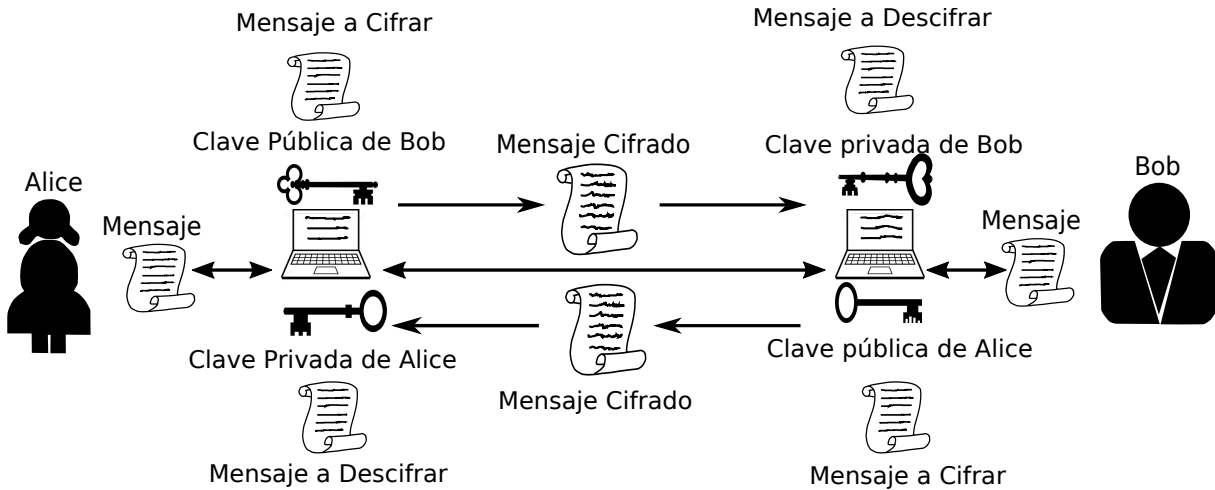 Mensaje a Cifrar
Mensaje a Descifrar
Clave Pública de Bob
Mensaje Cifrado
Clave privada de Bob
Alice
Bob
Mensaje
Mensaje
Clave Privada de Alice
Clave pública de Alice
Mensaje Cifrado
Mensaje a Descifrar
Mensaje a Cifrar